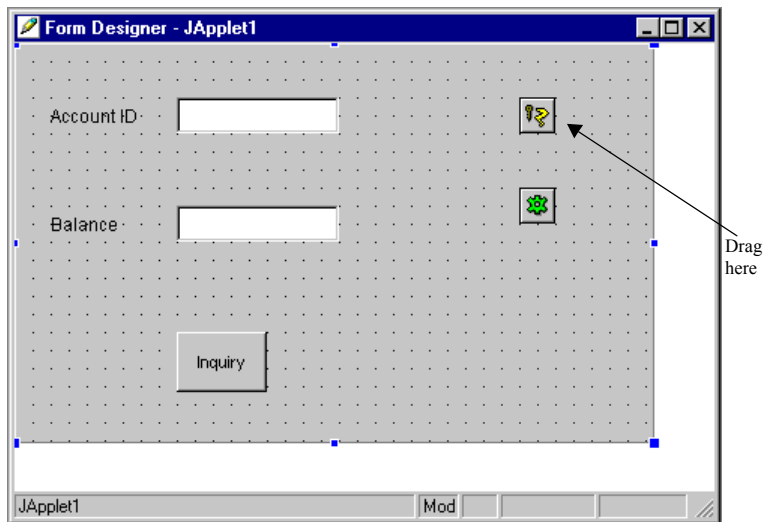 Form Designer - JApplet1
Account ID
Balance
Drag
here
Inquiry
JApplet1
Mod